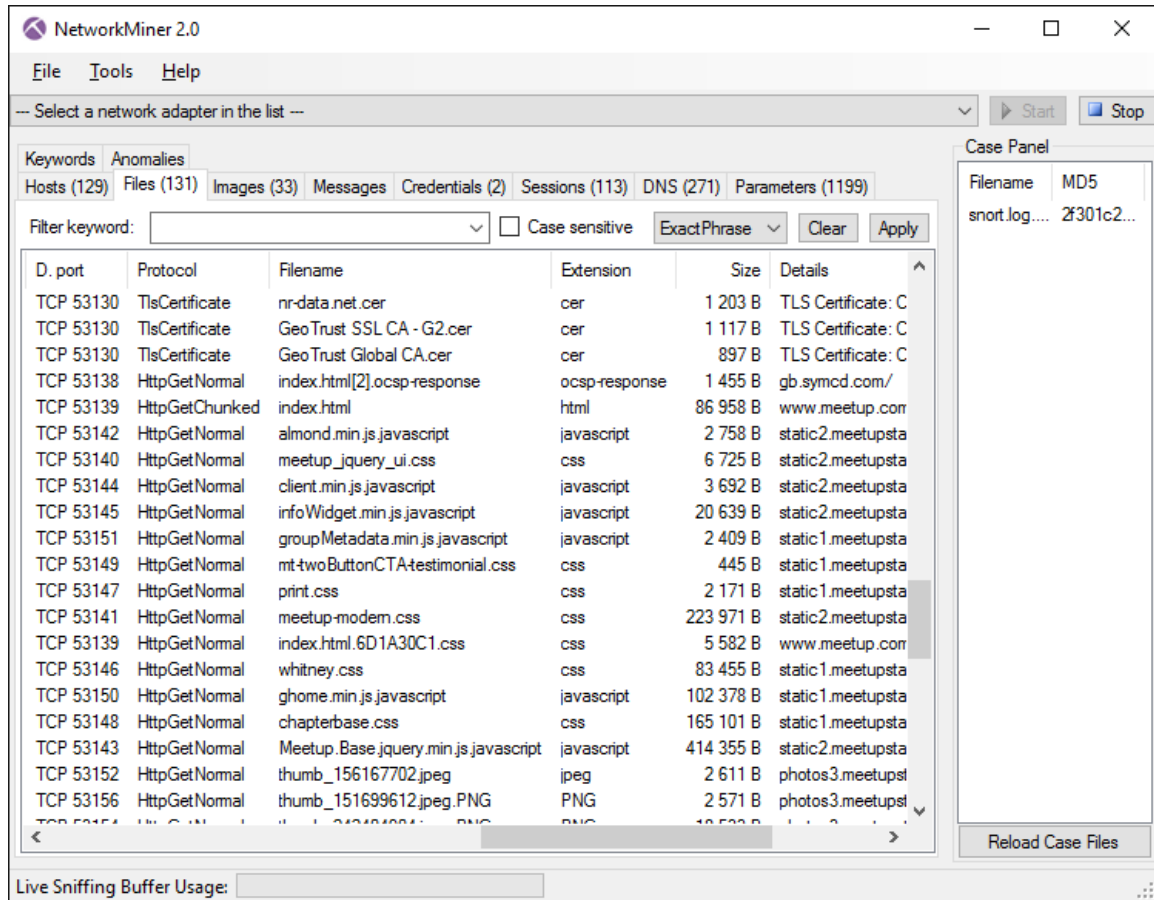 NetworkMiner 2.0
File Tools Help
--- Select a network adapter in the list ---
Start Stop
Keywords Anomalies
Hosts (129) Files (131) Images (33) Messages Credentials (2) Sessions (113) DNS (271) Parameters (1199)
Filter keyword: Case sensitive ExactPhrase Clear Apply
D. port Protocol Filename Extension Size Details
TCP 53130 TlsCertificate nr-data.net.cer cer 1 203 B TLS Certificate: C
TCP 53130 TlsCertificate GeoTrust SSL CA - G2.cer cer 1 117 B TLS Certificate: C
TCP 53130 TlsCertificate GeoTrust Global CA.cer cer 897 B TLS Certificate: C
TCP 53138 HttpGetNormal index.html[2].ocsp-response ocsp-response 1 455 B gb.symcd.com/
TCP 53139 HttpGetChunked index.html html 86 958 B www.meetup.com
TCP 53142 HttpGetNormal almond.min.js.javascript javascript 2 758 B static2.meetupsta
TCP 53140 HttpGetNormal meetup_jquery_ui.css css 6 725 B static2.meetupsta
TCP 53144 HttpGetNormal client.min.js.javascript javascript 3 692 B static2.meetupsta
TCP 53145 HttpGetNormal infoWidget.min.js.javascript javascript 20 639 B static2.meetupsta
TCP 53151 HttpGetNormal groupMetadata.min.js.javascript javascript 2 409 B static1.meetupsta
TCP 53149 HttpGetNormal mt-twoButtonCTA-testimonial.css css 445 B static1.meetupsta
TCP 53147 HttpGetNormal print.css css 2 171 B static1.meetupsta
TCP 53141 HttpGetNormal meetup-modern.css css 223 971 B static2.meetupsta
TCP 53139 HttpGetNormal index.html.6D1A30C1.css css 5 582 B www.meetup.com
TCP 53146 HttpGetNormal whitney.css css 83 455 B static1.meetupsta
TCP 53150 HttpGetNormal ghome.min.js.javascript javascript 102 378 B static1.meetupsta
TCP 53148 HttpGetNormal chapterbase.css css 165 101 B static1.meetupsta
TCP 53143 HttpGetNormal Meetup.Base.jquery.min.js.javascript javascript 414 355 B static2.meetupsta
TCP 53152 HttpGetNormal thumb_156167702.jpeg jpeg 2 611 B photos3.meetupst
TCP 53156 HttpGetNormal thumb_151699612.jpeg.PNG PNG 2 571 B photos3.meetupst
Case Panel
Filename MD5
snort.log.... 2f301c2...
Reload Case Files
Live Sniffing Buffer Usage: